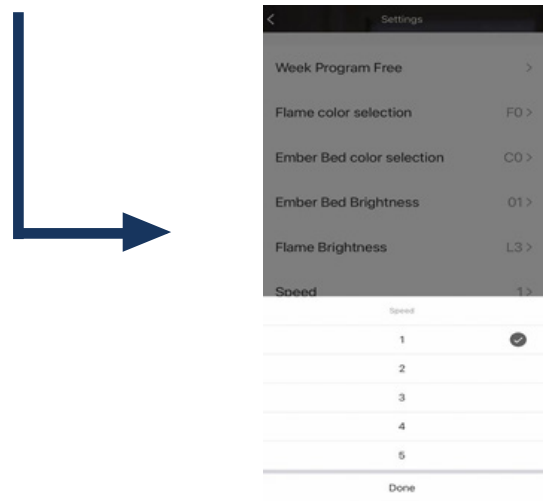 Settings
Week Program Free
Flame color selection F0
Ember Bed color selection C0
Ember Bed Brightness 01
Flame Brightness L3
Speed 1
Speed
1
2
3
4
5
Done